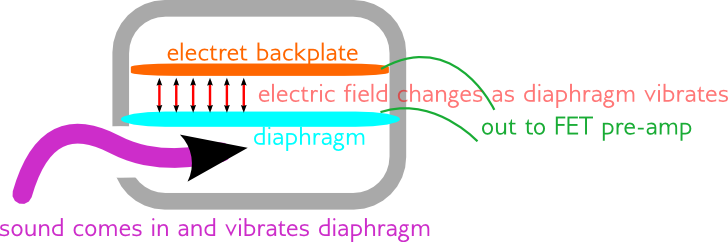 electret backplate
electric field changes as diaphragm vibrates
out to FET pre-amp
diaphragm
sound comes in and vibrates diaphragm